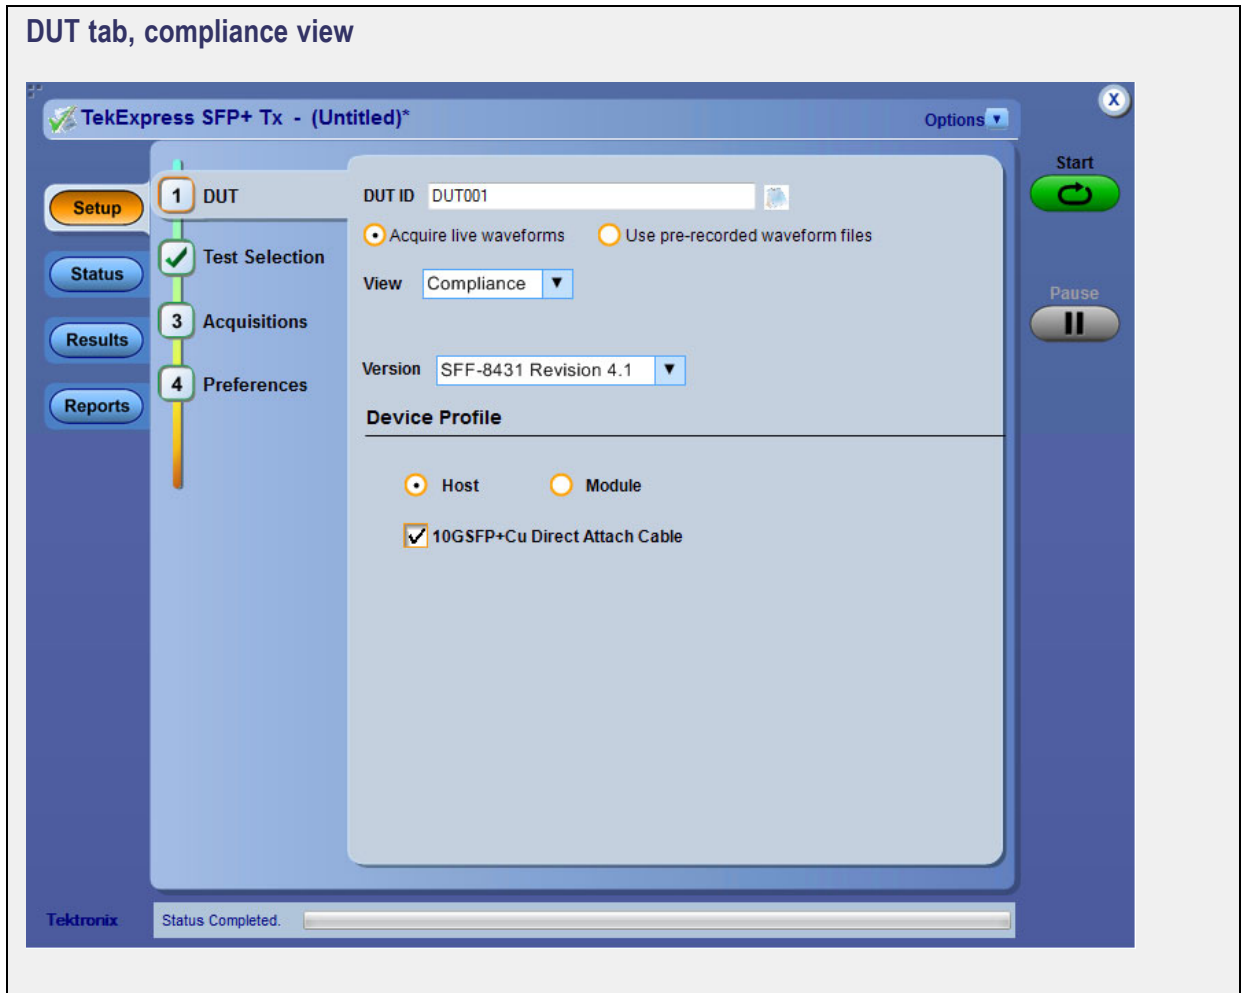 DUT tab, compliance view
TekExpress SFP+ Tx - (Untitled)*
Options
X
Start
Setup
1 DUT
DUT ID DUT001
Acquire live waveforms Use pre-recorded waveform files
Test Selection
Status
View Compliance
Pause
3 Acquisitions
Results
Version SFF-8431 Revision 4.1
4 Preferences
Reports
Device Profile
Host Module
10GSFP+Cu Direct Attach Cable
Tektronix
Status Completed.